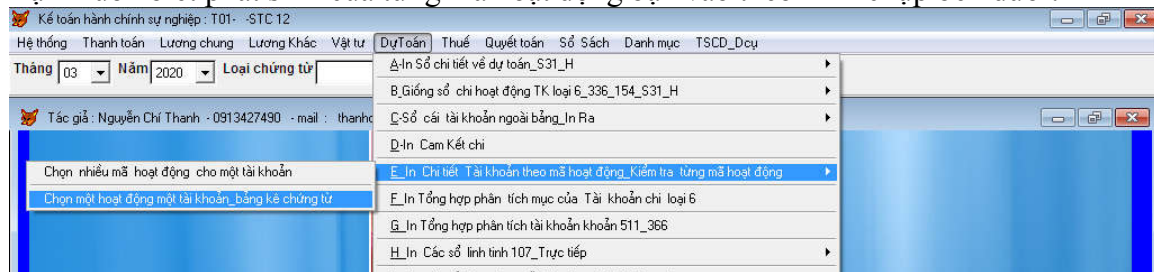 Kế toán hành chính sự nghiệp : T01- -STC 12
Hệ thống Thanh toán Lương chung Lương Khác Vật tư DựToán Thuế Quyết toán Sổ Sách Danh mục TSCD_Dcụ
Tháng 03 Năm 2020 Loại chứng từ
A-In Sổ chi tiết về dự toán_S31_H
B_Giống sổ chi hoạt động TK loại 6_336_154_S31_H
Tác giả : Nguyễn Chí Thanh - 0913427490 - mail : thanhc
C-Sổ cái tài khoản ngoài bảng_In Ra
D-In Cam Kết chi
Chọn nhiều mã hoạt động cho một tài khoản
E_In Chi tiết Tài khoản theo mã hoạt động_Kiểm tra từng mã hoạt động
Chọn một hoạt động một tài khoản_bảng kê chứng từ
F_In Tổng hợp phân tích mục của Tài khoản chi loại 6
G_In Tổng hợp phân tích tài khoản khoản 511_366
H_In Các sổ linh tinh 107_Trực tiếp